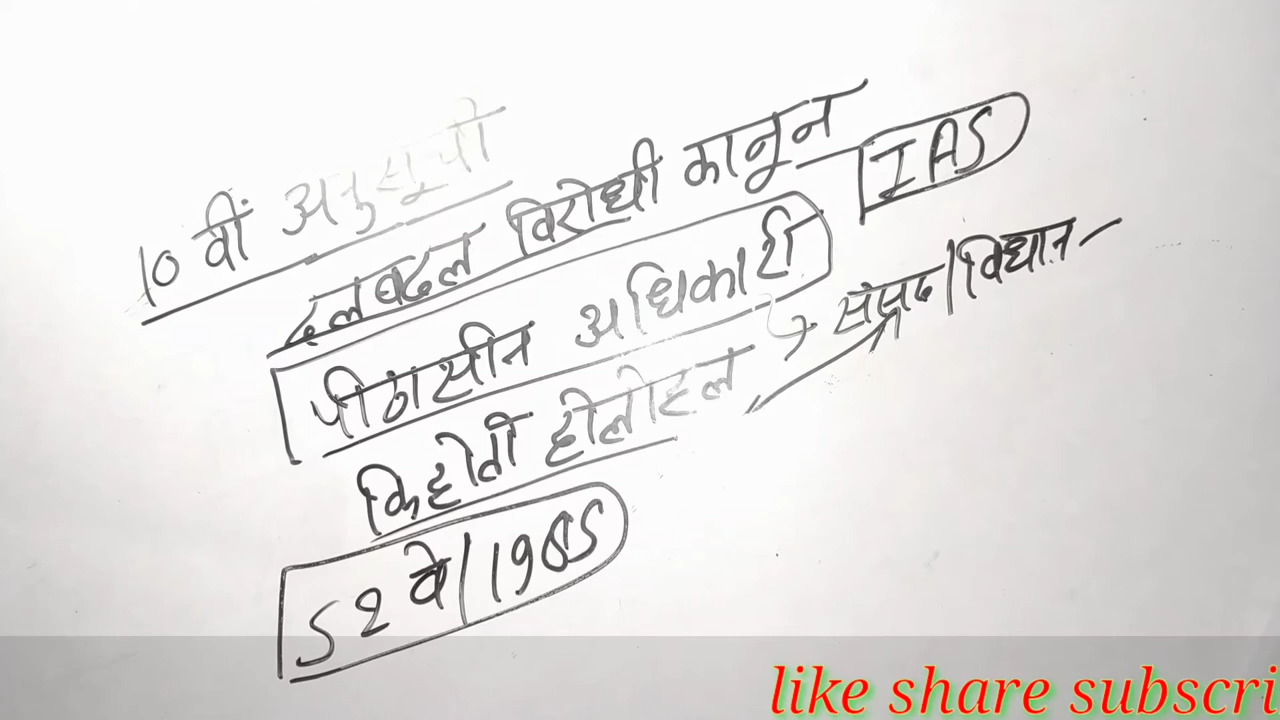 10 वीं अनुसूची
दलबदल विरोधी कानून
IAS
पीठासीन अधिकारी
संसद/विधान
किहोतो होलोहन
52 वे/1985
like share subscri